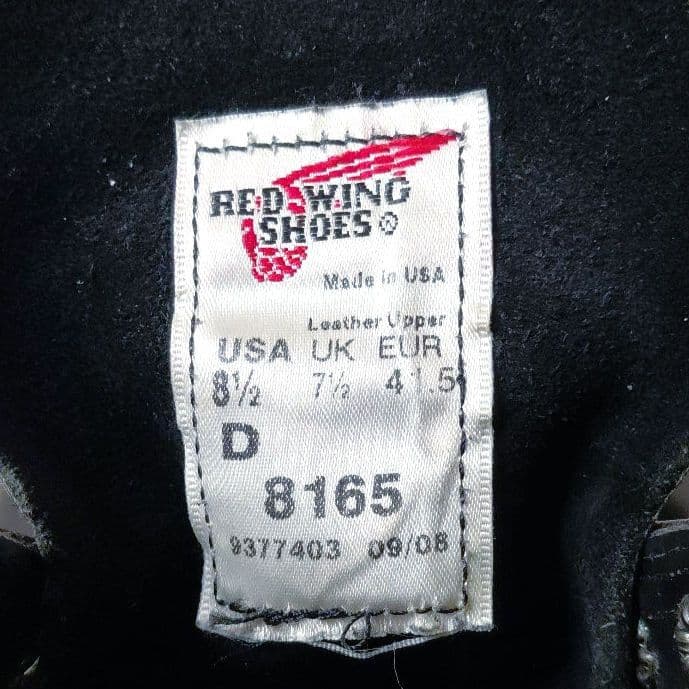 RED WING
SHOES ®
Made in USA
Leather Upper
USA UK EUR
8½ 7½ 41.5
D
8165
9377403 09/08